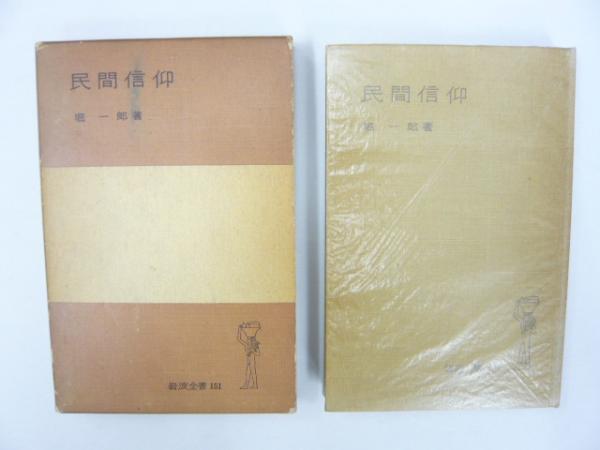 民間信仰
堀 一郎著
岩波全書 151
民間信仰
堀 一郎著